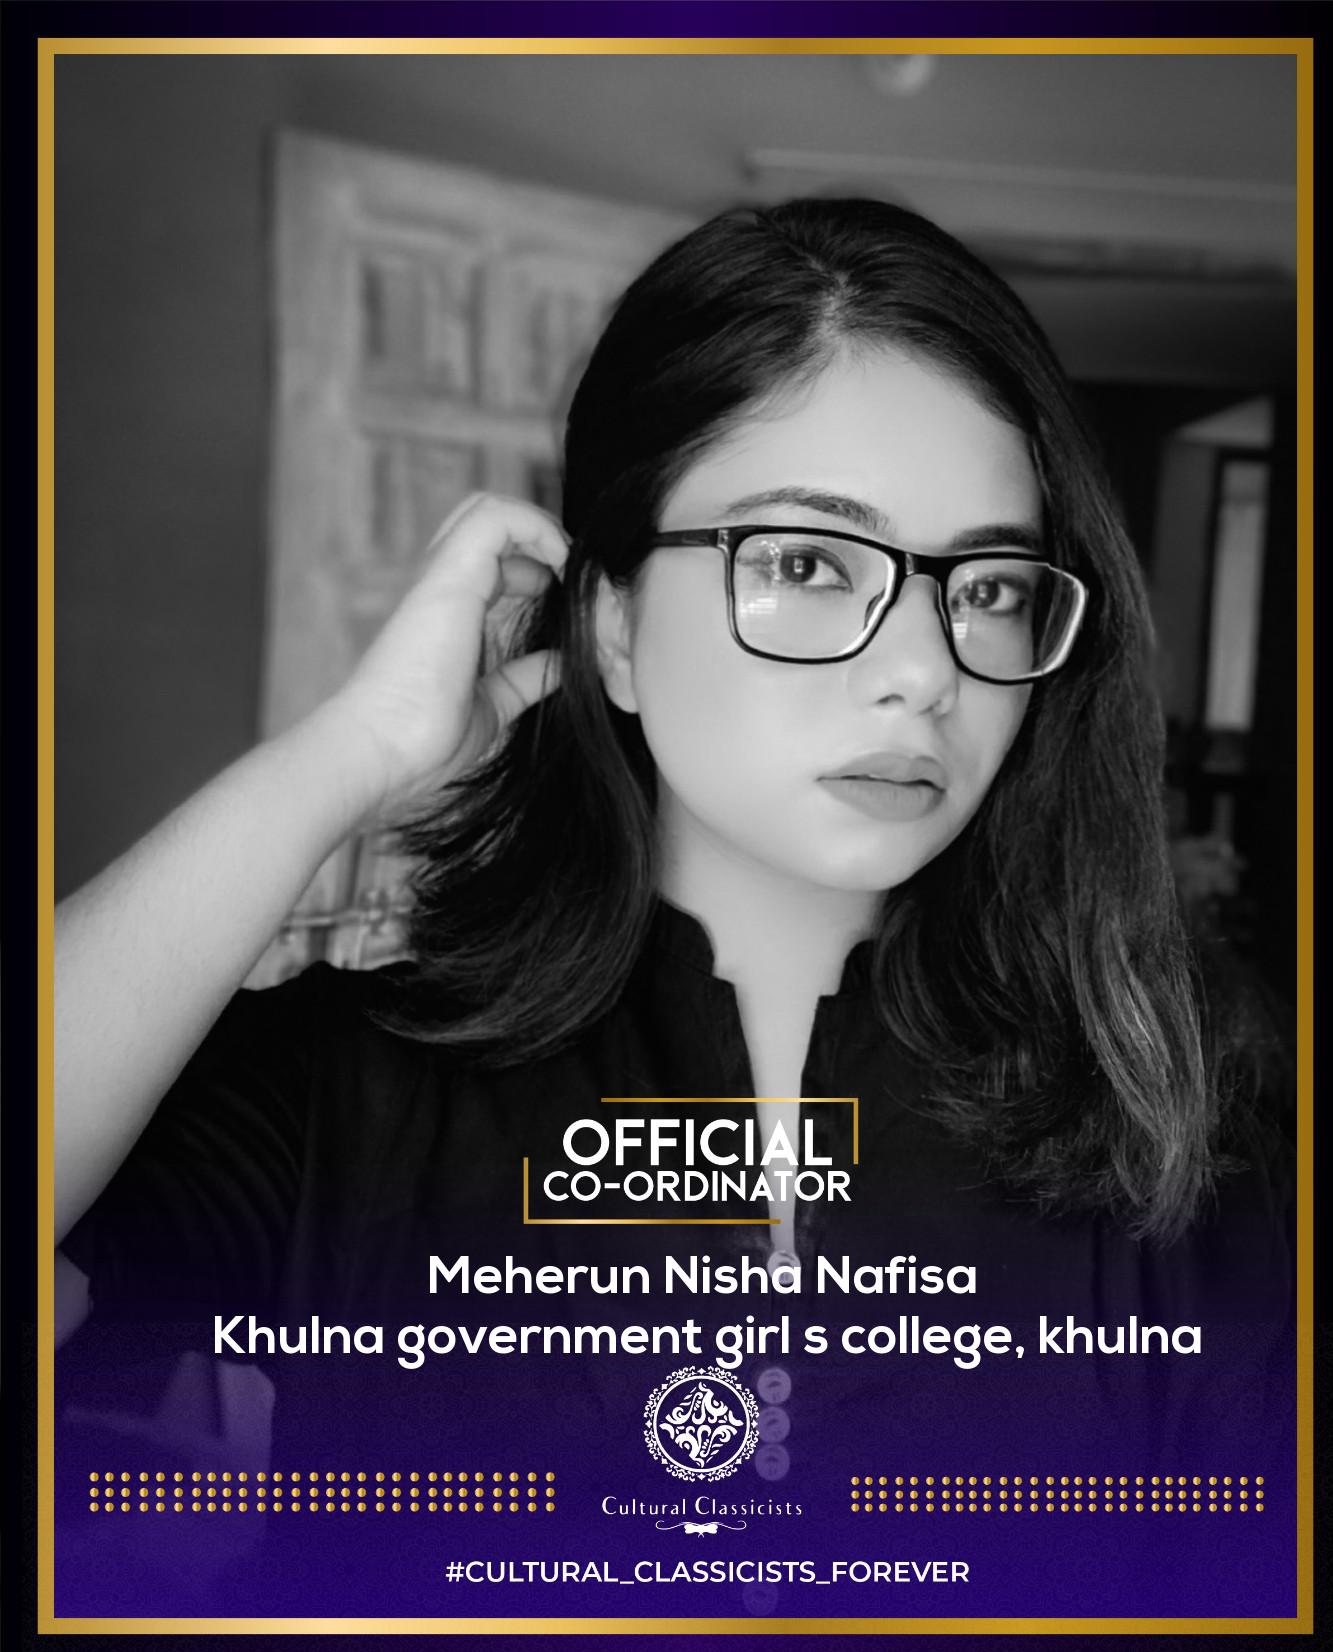 OFFICIAL
CO-ORDINATOR
Meherun Nisha Nafisa
Khulna government girl s college, khulna
Cultural Classicists
#CULTURAL_CLASSICISTS_FOREVER